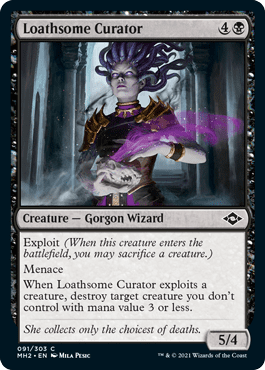 Loathsome Curator 4
Creature — Gorgon Wizard
Exploit (When this creature enters the
battlefield, you may sacrifice a creature.)
Menace
When Loathsome Curator exploits a
creature, destroy target creature you don't
control with mana value 3 or less.
She collects only the choicest of deaths.
5/4
091/303 C
MH2 • EN Mila Pesic
™ & © 2021 Wizards of the Coast